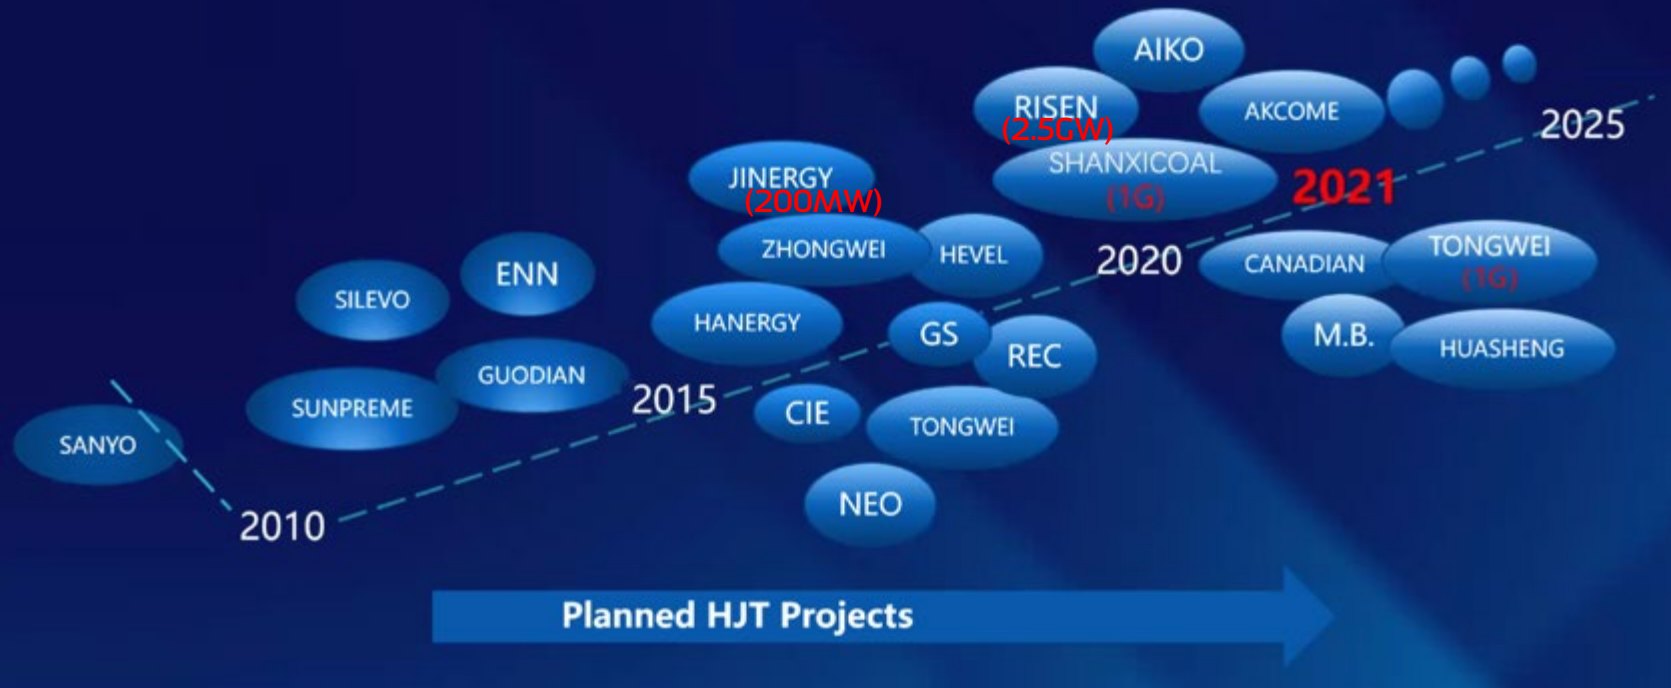 AIKO
RISEN
(2.5GW)
AKCOME
2025
SHANXICOAL
(1G)
2021
JINERGY
(200MW)
ZHONGWEI
HEVEL
2020
CANADIAN
TONGWEI
(1G)
SILEVO
ENN
HANERGY
GS
REC
M.B.
HUASHENG
GUODIAN
SUNPREME
2015
CIE
TONGWEI
SANYO
NEO
2010
Planned HJT Projects